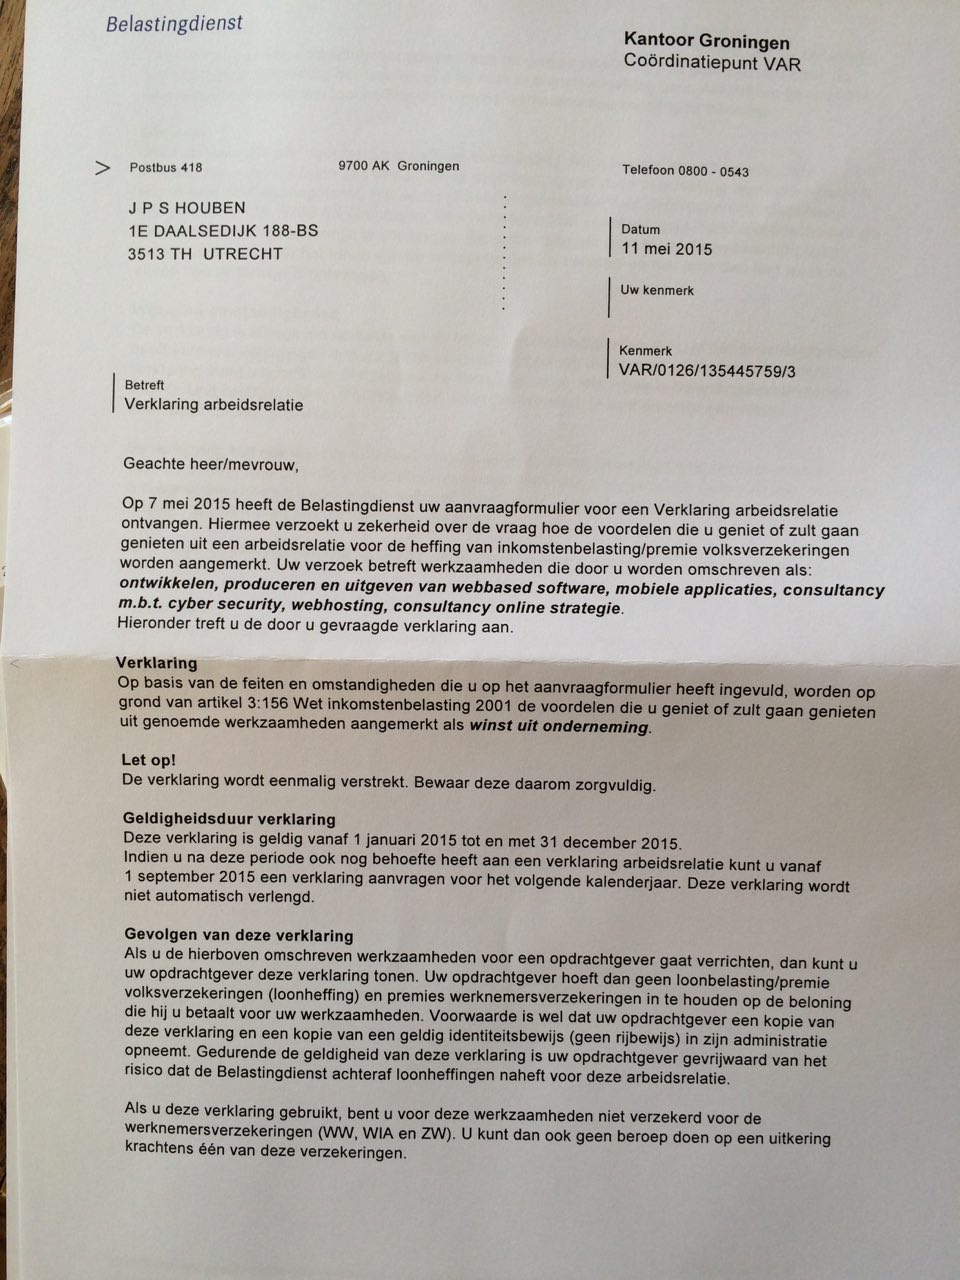 Belastingdienst
Kantoor Groningen
Coördinatiepunt VAR
> Postbus 418 9700 AK Groningen
Telefoon 0800 - 0543
J P S HOUBEN
1E DAALSEDIJK 188-BS
3513 TH UTRECHT
Datum
11 mei 2015
Uw kenmerk
Kenmerk
VAR/0126/135445759/3
Betreft
Verklaring arbeidsrelatie
Geachte heer/mevrouw,
Op 7 mei 2015 heeft de Belastingdienst uw aanvraagformulier voor een Verklaring arbeidsrelatie
ontvangen. Hiermee verzoekt u zekerheid over de vraag hoe de voordelen die u geniet of zult gaan
genieten uit een arbeidsrelatie voor de heffing van inkomstenbelasting/premie volksverzekeringen
worden aangemerkt. Uw verzoek betreft werkzaamheden die door u worden omschreven als:
ontwikkelen, produceren en uitgeven van webbased software, mobiele applicaties, consultancy
m.b.t. cyber security, webhosting, consultancy online strategie.
Hieronder treft u de door u gevraagde verklaring aan.
Verklaring
Op basis van de feiten en omstandigheden die u op het aanvraagformulier heeft ingevuld, worden op
grond van artikel 3:156 Wet inkomstenbelasting 2001 de voordelen die u geniet of zult gaan genieten
uit genoemde werkzaamheden aangemerkt als winst uit onderneming.
Let op!
De verklaring wordt eenmalig verstrekt. Bewaar deze daarom zorgvuldig.
Geldigheidsduur verklaring
Deze verklaring is geldig vanaf 1 januari 2015 tot en met 31 december 2015.
Indien u na deze periode ook nog behoefte heeft aan een verklaring arbeidsrelatie kunt u vanaf
1 september 2015 een verklaring aanvragen voor het volgende kalenderjaar. Deze verklaring wordt
niet automatisch verlengd.
Gevolgen van deze verklaring
Als u de hierboven omschreven werkzaamheden voor een opdrachtgever gaat verrichten, dan kunt u
uw opdrachtgever deze verklaring tonen. Uw opdrachtgever hoeft dan geen loonbelasting/premie
volksverzekeringen (loonheffing) en premies werknemersverzekeringen in te houden op de beloning
die hij u betaalt voor uw werkzaamheden. Voorwaarde is wel dat uw opdrachtgever een kopie van
deze verklaring en een kopie van een geldig identiteitsbewijs (geen rijbewijs) in zijn administratie
opneemt. Gedurende de geldigheid van deze verklaring is uw opdrachtgever gevrijwaard van het
risico dat de Belastingdienst achteraf loonheffingen naheft voor deze arbeidsrelatie.
Als u deze verklaring gebruikt, bent u voor deze werkzaamheden niet verzekerd voor de
werknemersverzekeringen (WW, WIA en ZW). U kunt dan ook geen beroep doen op een uitkering
krachtens één van deze verzekeringen.